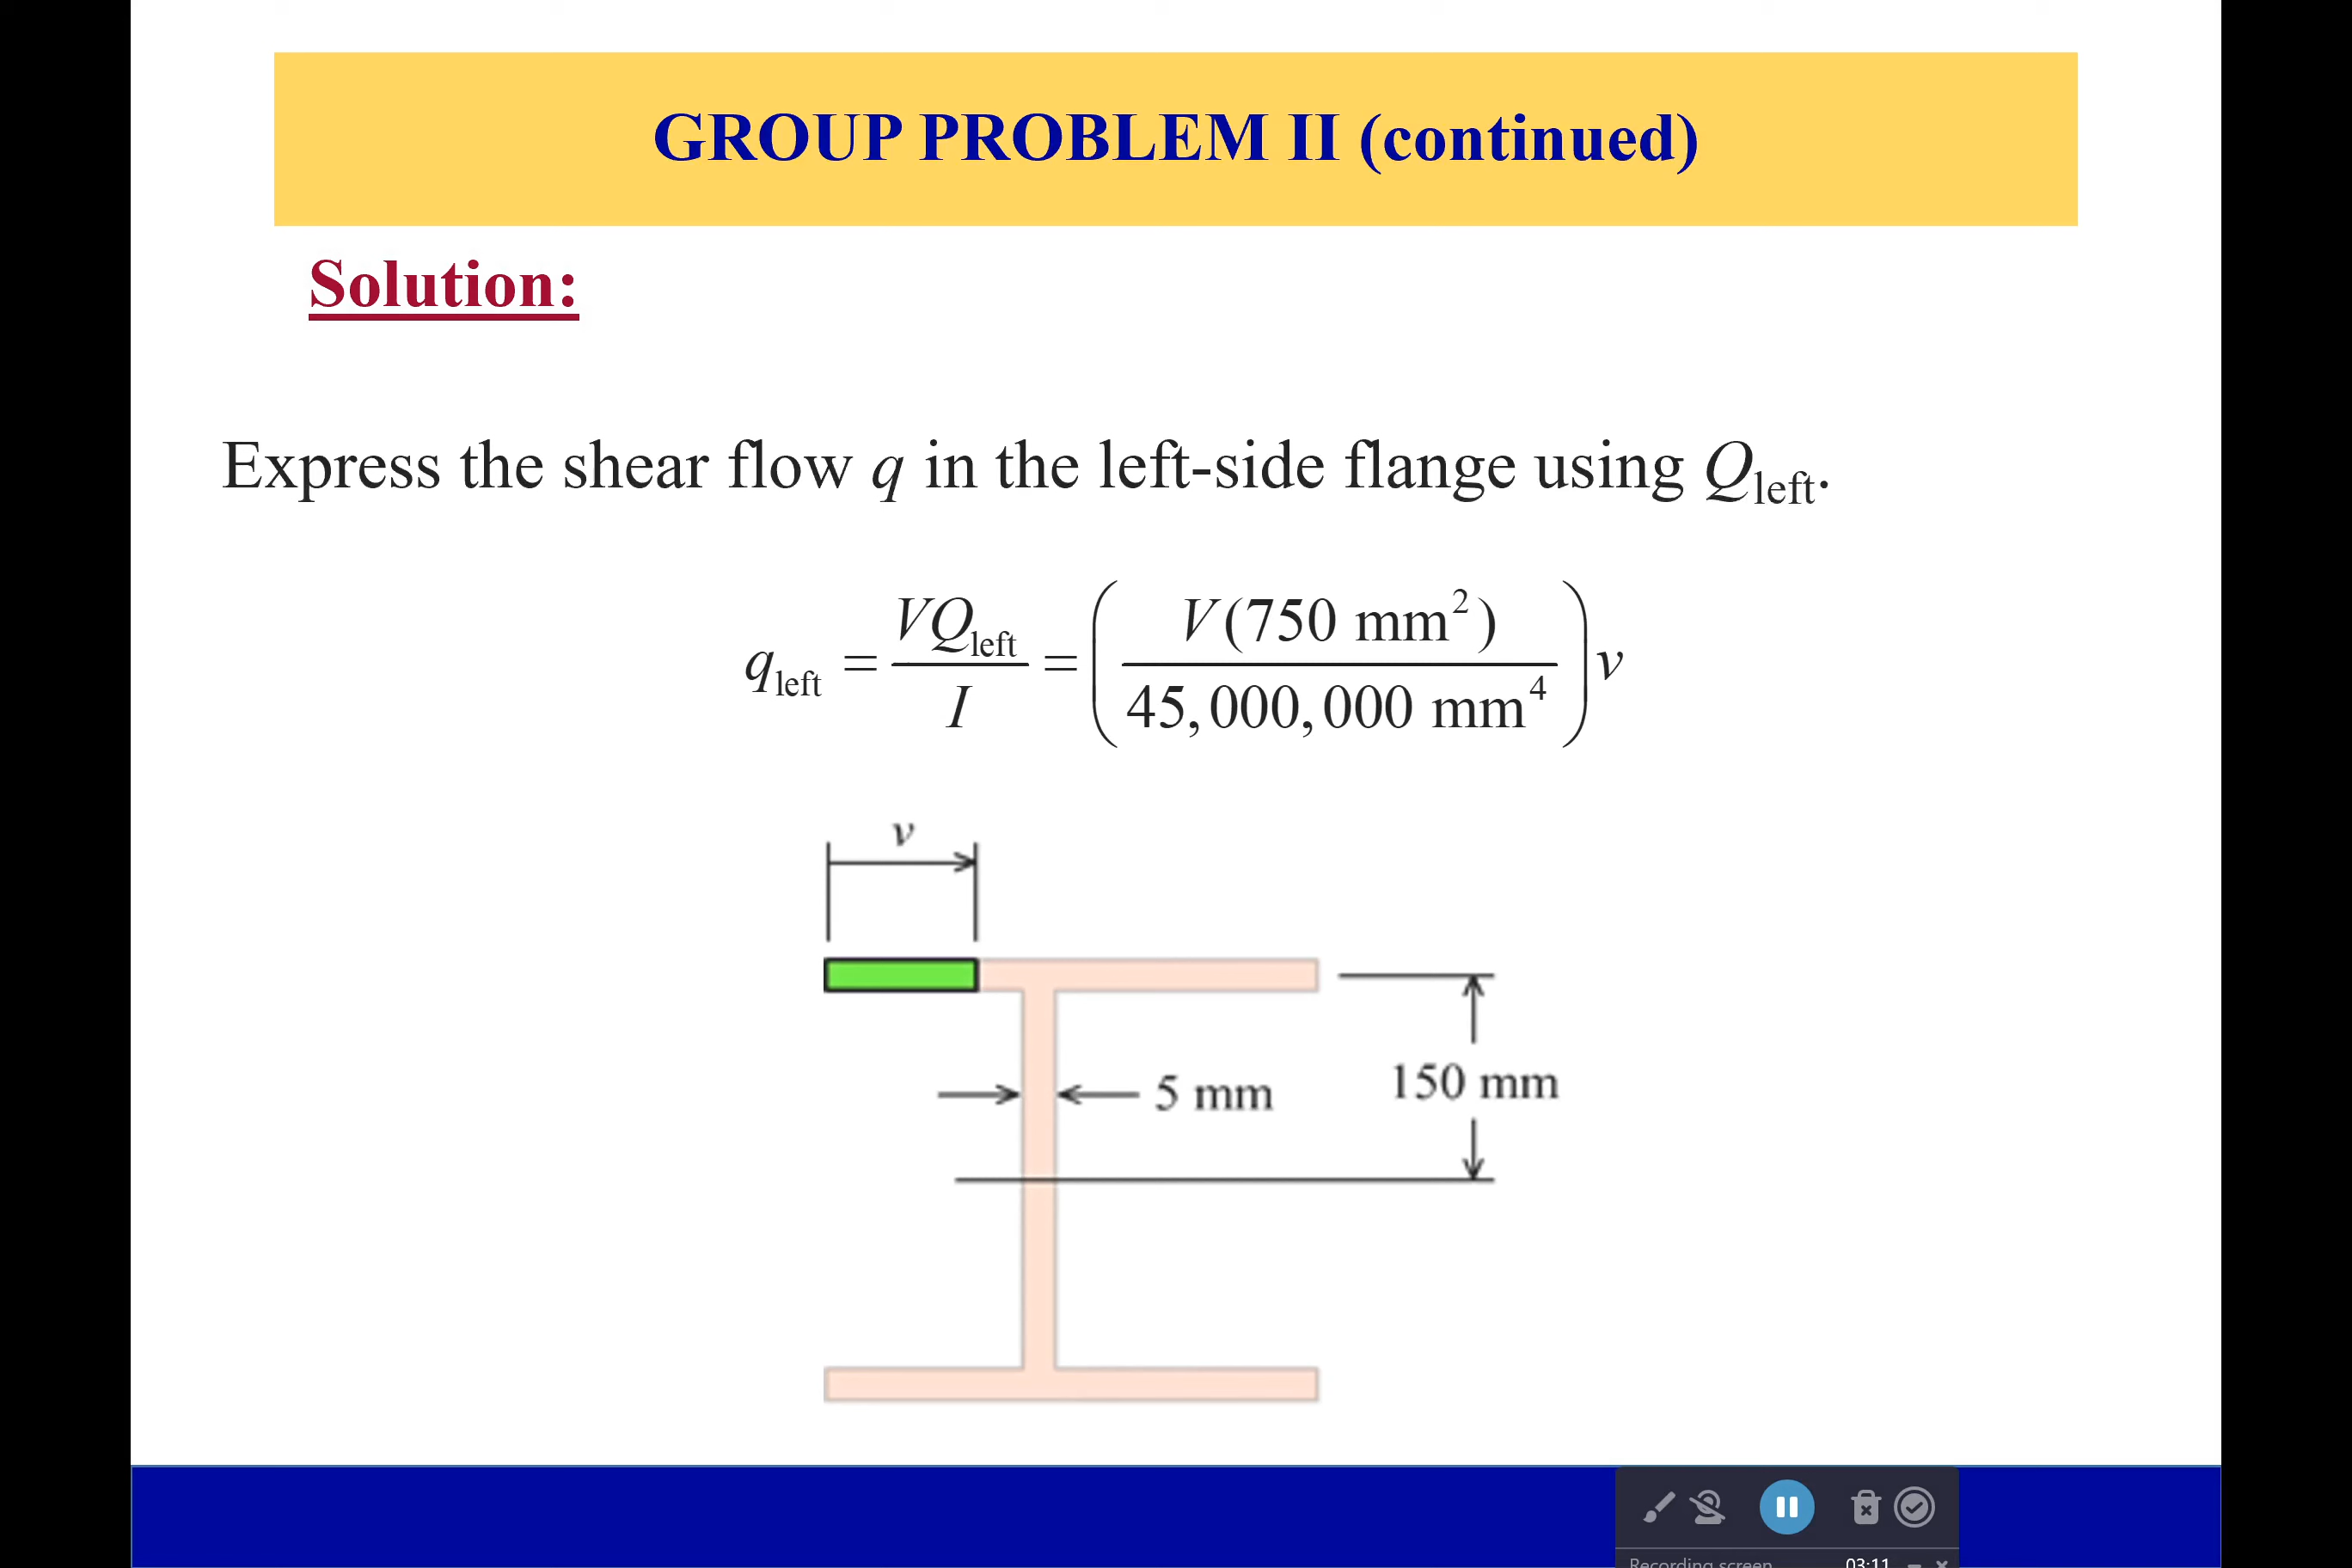 GROUP PROBLEM II (continued)
Solution:
Express the shear flow q in the left-side flange using Q_left.
q_left = VQ_left / I = ( V(750 mm²) / 45,000,000 mm⁴ ) v
v
5 mm
150 mm
Recording screen 03:11